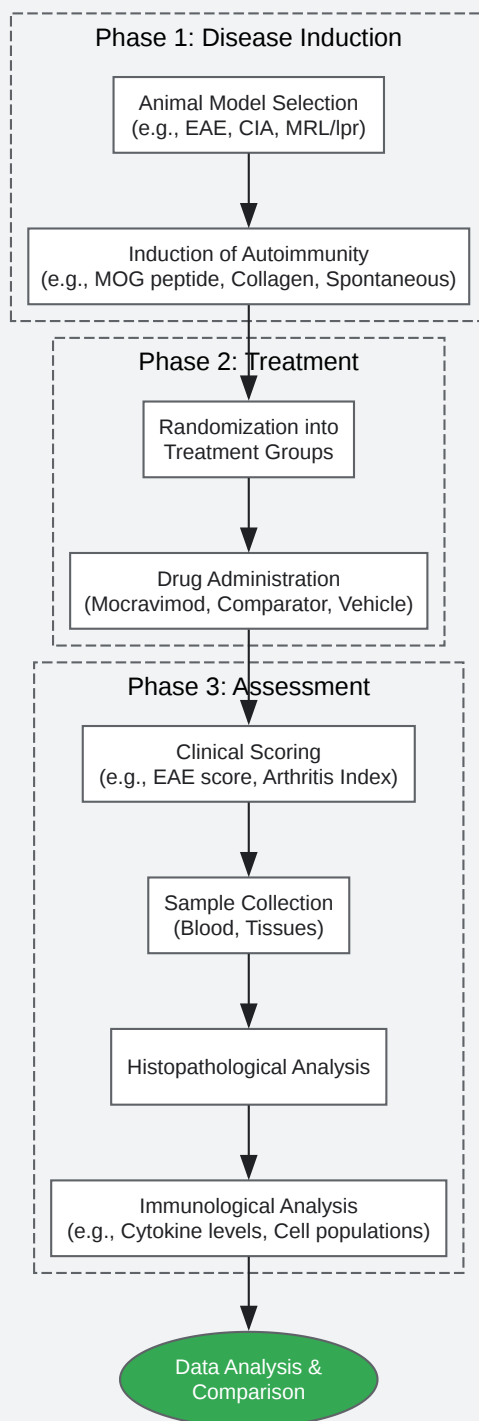 Phase 1: Disease Induction
Animal Model Selection
(e.g., EAE, CIA, MRL/lpr)
Induction of Autoimmunity
(e.g., MOG peptide, Collagen, Spontaneous)
Phase 2: Treatment
Randomization into
Treatment Groups
Drug Administration
(Mocravimod, Comparator, Vehicle)
Phase 3: Assessment
Clinical Scoring
(e.g., EAE score, Arthritis Index)
Sample Collection
(Blood, Tissues)
Histopathological Analysis
Immunological Analysis
(e.g., Cytokine levels, Cell populations)
Data Analysis &
Comparison